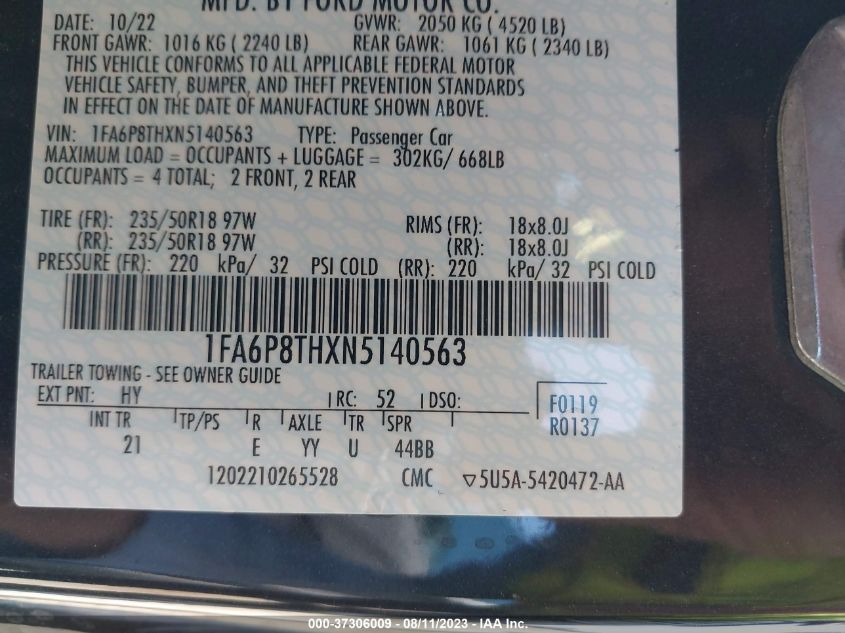 MFD. BY FORD MOTOR CO.
DATE: 10/22 GVWR: 2050 KG ( 4520 LB)
FRONT GAWR: 1016 KG ( 2240 LB) REAR GAWR: 1061 KG ( 2340 LB)
THIS VEHICLE CONFORMS TO ALL APPLICABLE FEDERAL MOTOR
VEHICLE SAFETY, BUMPER, AND THEFT PREVENTION STANDARDS
IN EFFECT ON THE DATE OF MANUFACTURE SHOWN ABOVE.
VIN: 1FA6P8THXN5140563 TYPE: Passenger Car
MAXIMUM LOAD = OCCUPANTS + LUGGAGE = 302KG/ 668LB
OCCUPANTS = 4 TOTAL; 2 FRONT, 2 REAR
TIRE (FR): 235/50R18 97W RIMS (FR): 18x8.0J
(RR): 235/50R18 97W (RR): 18x8.0J
PRESSURE (FR): 220 kPa/ 32 PSI COLD (RR): 220 kPa/ 32 PSI COLD
1FA6P8THXN5140563
TRAILER TOWING - SEE OWNER GUIDE
EXT PNT: HY RC: 52 DSO: F0119
INT TR TP/PS R AXLE TR SPR R0137
21 E YY U 44BB
1202210265528 CMC ▽5U5A-5420472-AA
000-37306009 - 08/11/2023 - IAA Inc.